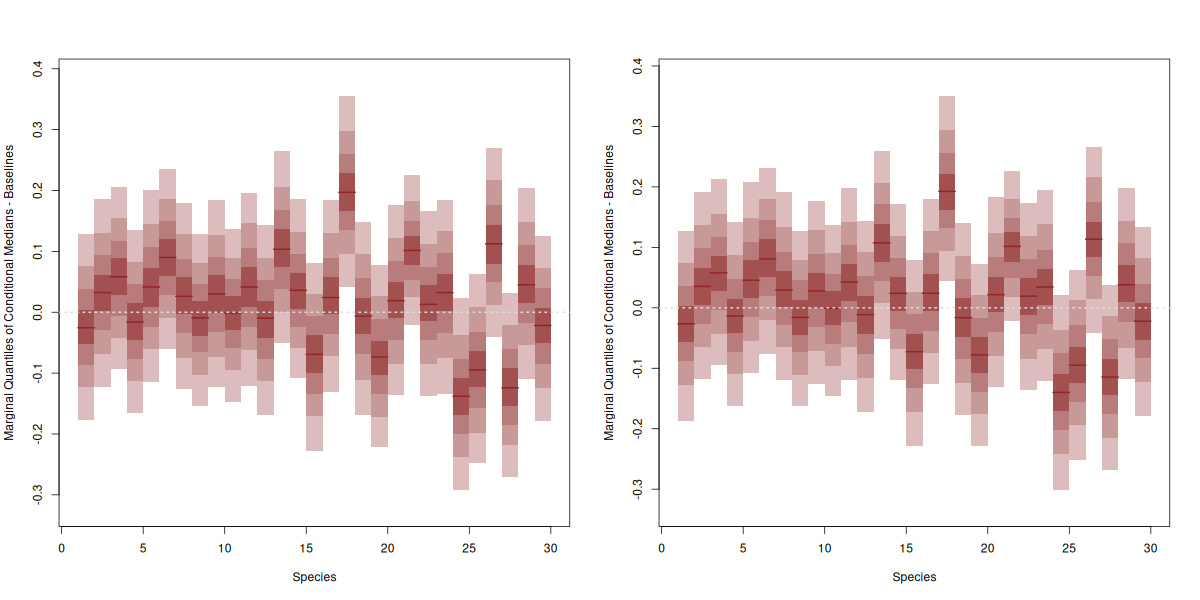 Marginal Quantiles of Conditional Medians - Baselines
0.4
0.3
0.2
0.1
0.0
-0.1
-0.2
-0.3
0 5 10 15 20 25 30
Species
Marginal Quantiles of Conditional Medians - Baselines
0.4
0.3
0.2
0.1
0.0
-0.1
-0.2
-0.3
0 5 10 15 20 25 30
Species